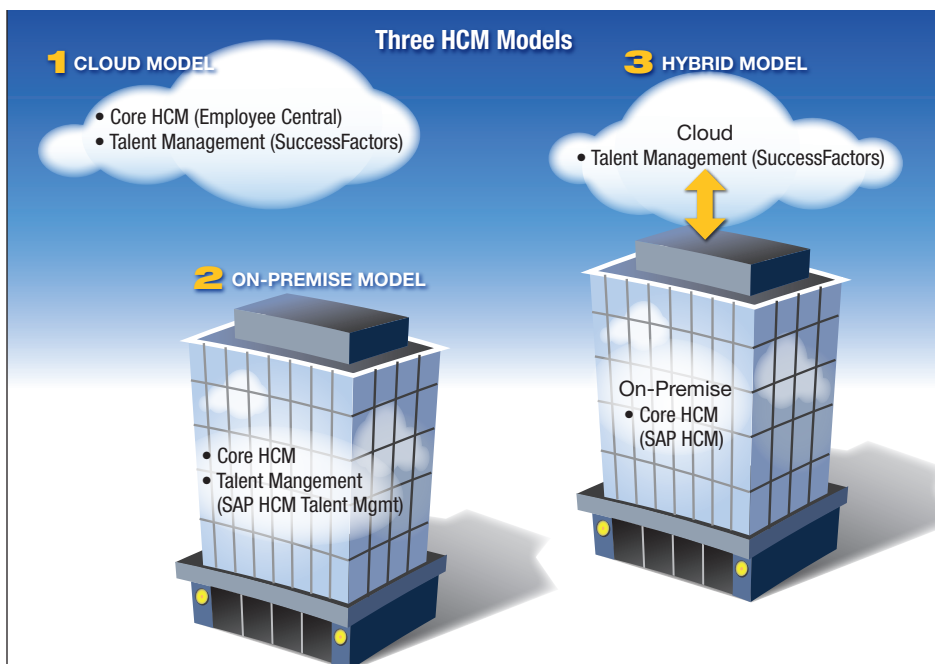 Three HCM Models
1 CLOUD MODEL
• Core HCM (Employee Central)
• Talent Management (SuccessFactors)
2 ON-PREMISE MODEL
• Core HCM
• Talent Mangement
(SAP HCM Talent Mgmt)
3 HYBRID MODEL
Cloud
• Talent Management (SuccessFactors)
On-Premise
• Core HCM
(SAP HCM)